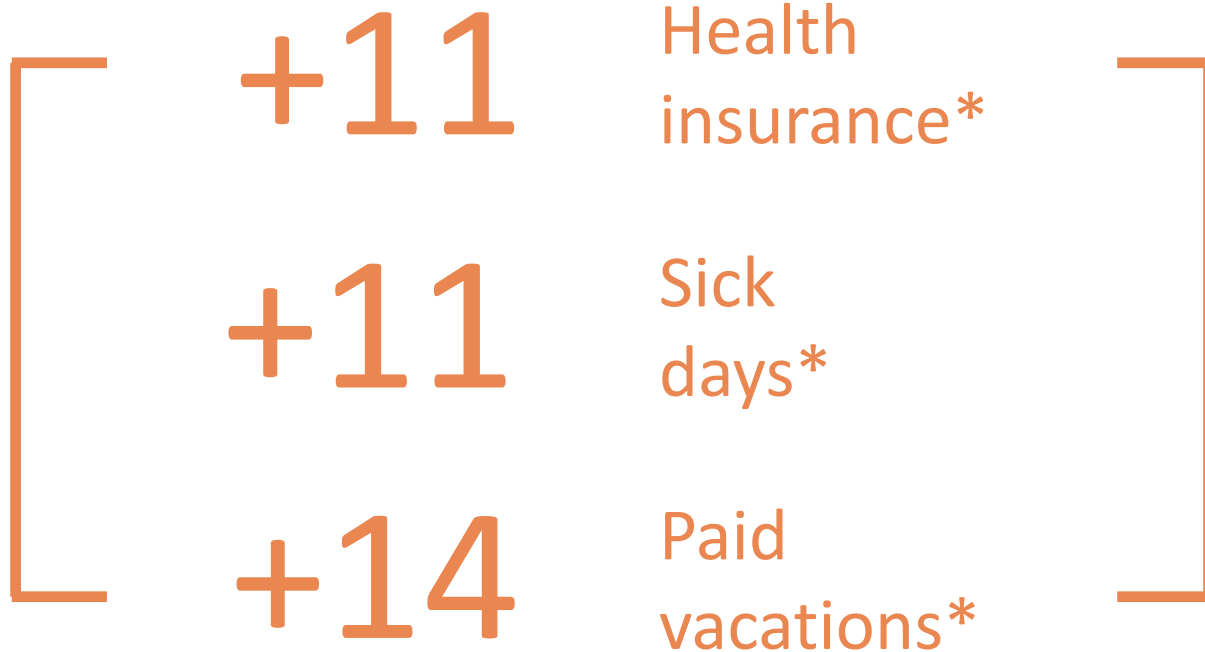 +11 Health
insurance*
+11 Sick
days*
+14 Paid
vacations*